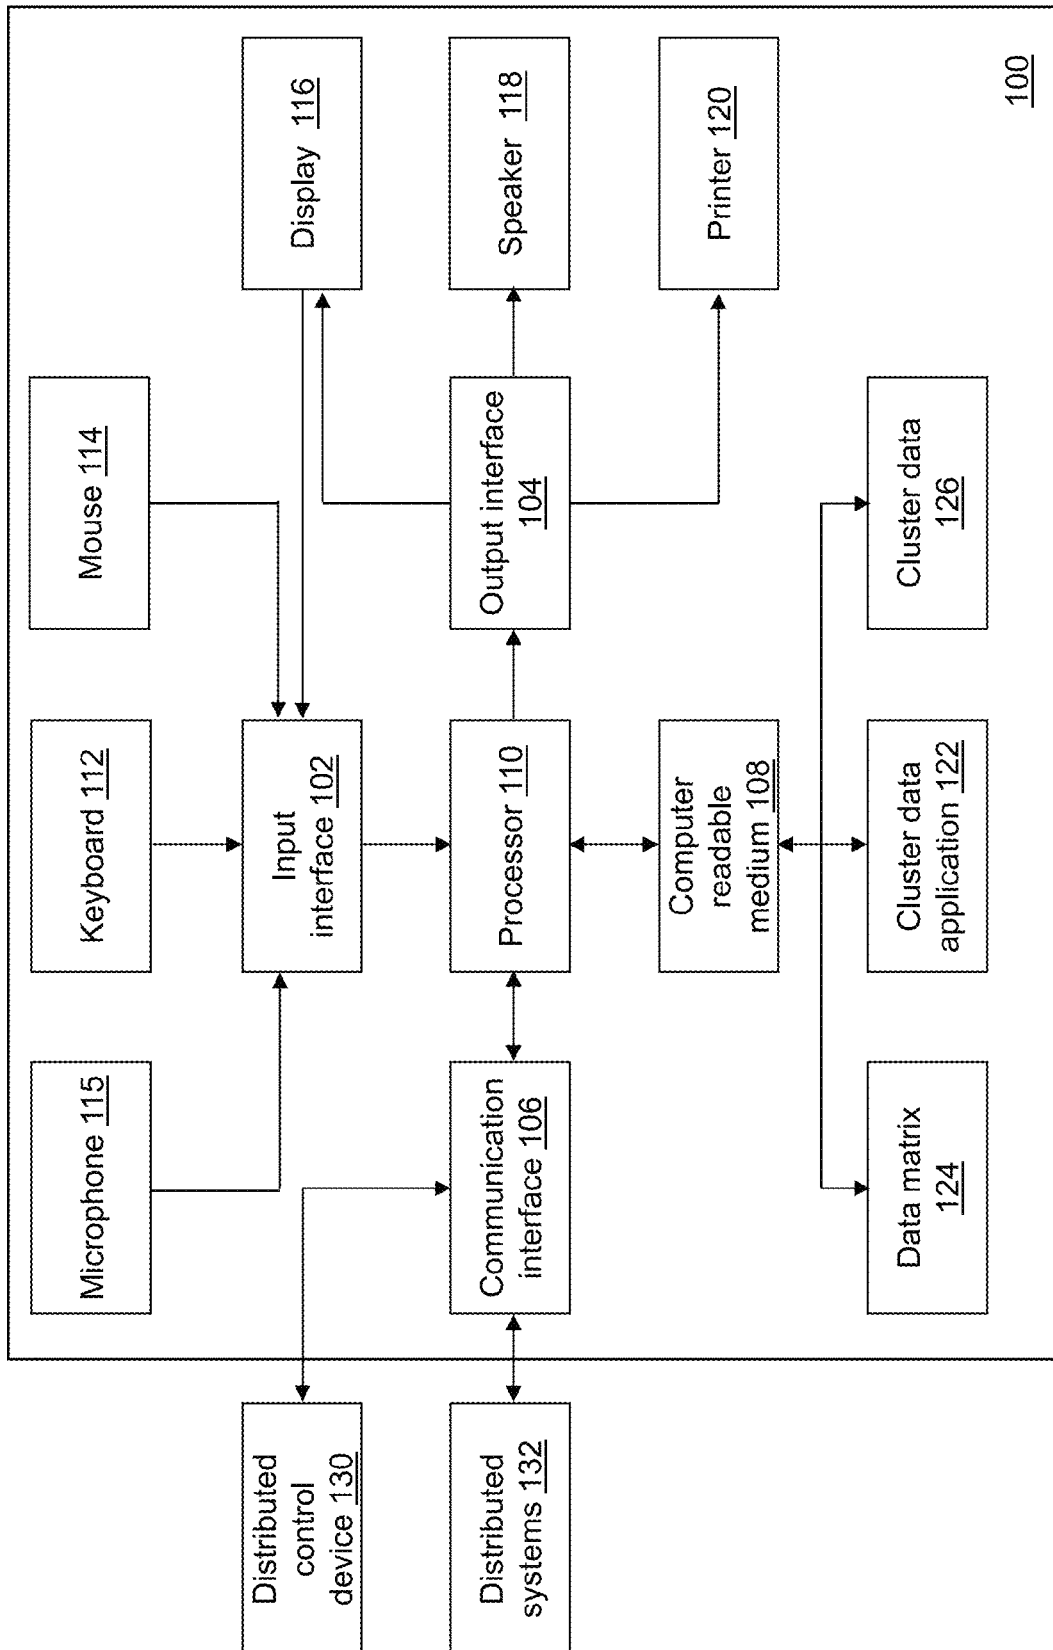 Microphone 115
Keyboard 112
Mouse 114
Distributed
control
device 130
Input
interface 102
Display 116
Distributed
systems 132
Communication
interface 106
Processor 110
Output interface
104
Speaker 118
Computer
readable
medium 108
Printer 120
Data matrix
124
Cluster data
application 122
Cluster data
126
100